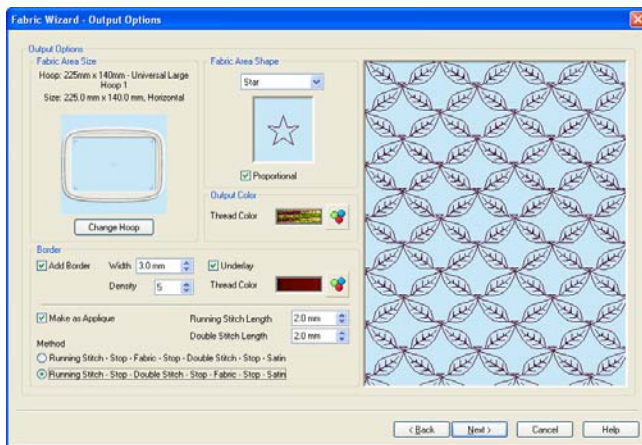 Fabric Wizard - Output Options
Output Options
Fabric Area Size
Hoop: 225mm x 140mm - Universal Large
Hoop 1
Size: 225.0 mm x 140.0 mm, Horizontal
Change Hoop
Fabric Area Shape
Star
Proportional
Output Color
Thread Color
Border
Add Border
Width 3.0 mm
Underlay
Density 5
Thread Color
Make as Applique
Running Stitch Length 2.0 mm
Double Stitch Length 2.0 mm
Method
Running Stitch - Stop - Fabric - Stop - Double Stitch - Stop - Satin
Running Stitch - Stop - Double Stitch - Stop - Fabric - Stop - Satin
< Back
Next >
Cancel
Help